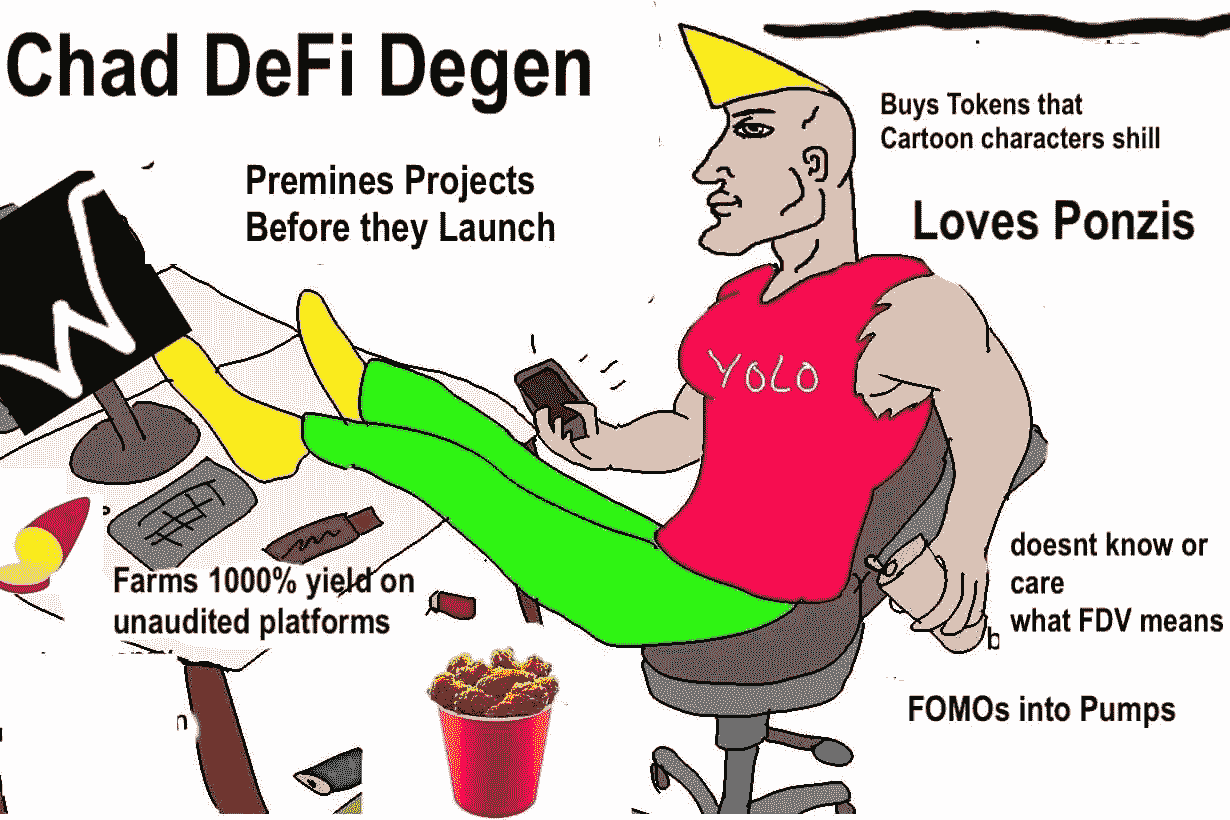 Chad DeFi Degen
Buys Tokens that
Cartoon characters shill
Premines Projects
Before they Launch
Loves Ponzis
W
YOLO
Farms 1000% yield on
unaudited platforms
doesnt know or
care
what FDV means
b
FOMOs into Pumps
n